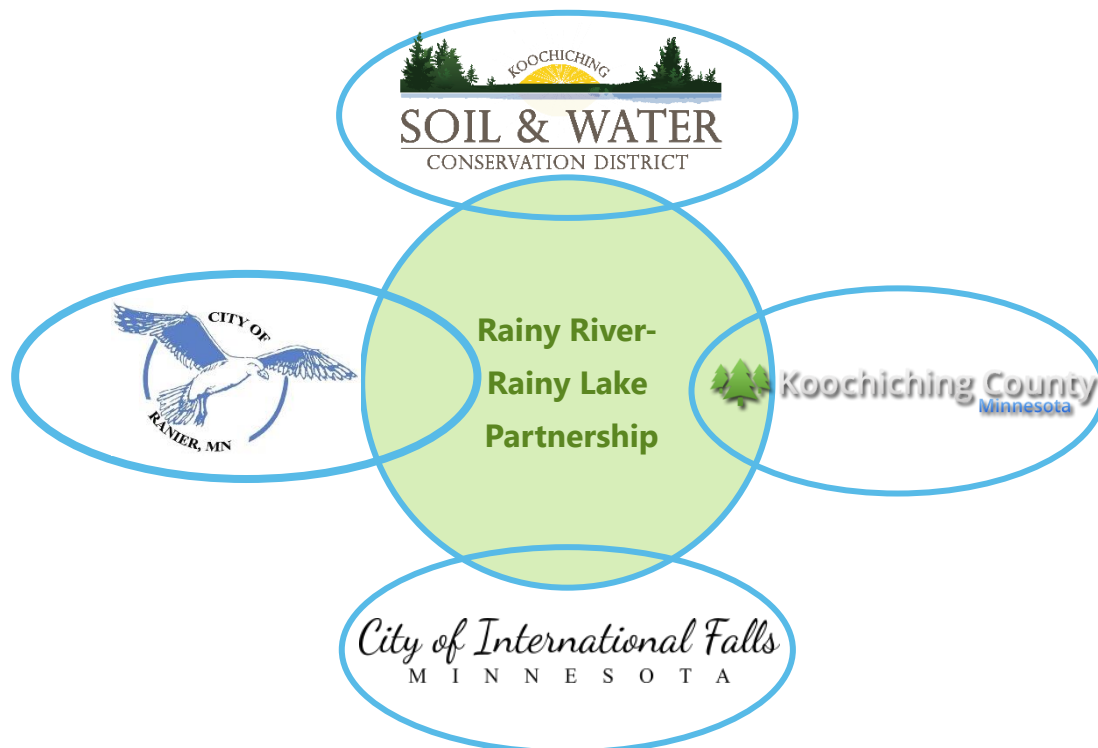 KOOCHICHING
SOIL & WATER
CONSERVATION DISTRICT
CITY OF
RANIER, MN
Rainy River-
Rainy Lake
Partnership
Koochiching County
Minnesota
City of International Falls
MINNESOTA